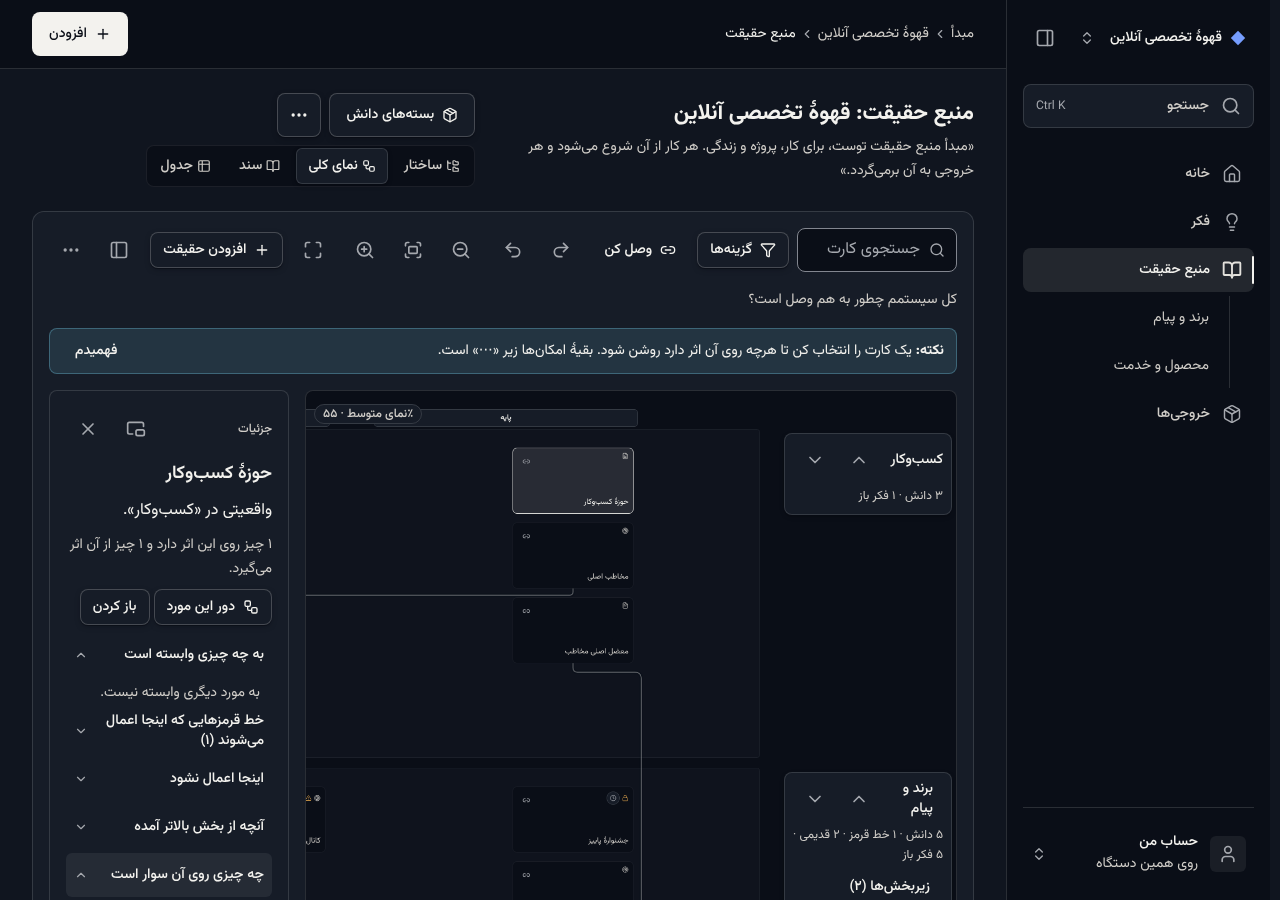 قهوهٔ تخصصی آنلاین
جستجو
Ctrl K
خانه
فکر
منبع حقیقت
برند و پیام
محصول و خدمت
خروجی‌ها
حساب من
روی همین دستگاه
مبدأ
قهوهٔ تخصصی آنلاین
منبع حقیقت
افزودن
منبع حقیقت: قهوهٔ تخصصی آنلاین
«مبدأ منبع حقیقت توست، برای کار، پروژه و زندگی. هر کار از آن شروع می‌شود و هر
خروجی به آن برمی‌گردد.»
بسته‌های دانش
ساختار
نمای کلی
سند
جدول
جستجوی کارت
گزینه‌ها
وصل کن
افزودن حقیقت
کل سیستمم چطور به هم وصل است؟
نکته: یک کارت را انتخاب کن تا هرچه روی آن اثر دارد روشن شود. بقیهٔ امکان‌ها زیر «⋯» است.
فهمیدم
پایه
نمای متوسط · ۵۵٪
کسب‌وکار
۳ دانش · ۱ فکر باز
حوزهٔ کسب‌وکار
مخاطب اصلی
معضل اصلی مخاطب
برند و
پیام
۵ دانش · ۱ خط قرمز · ۲ قدیمی ·
۵ فکر باز
زیربخش‌ها (۲)
جشنوارهٔ پاییز
کانال
جزئیات
حوزهٔ کسب‌وکار
واقعیتی در «کسب‌وکار».
۱ چیز روی این اثر دارد و ۱ چیز از آن اثر
می‌گیرد.
دور این مورد
باز کردن
به چه چیزی وابسته است
به مورد دیگری وابسته نیست.
خط قرمزهایی که اینجا اعمال
می‌شوند (۱)
اینجا اعمال نشود
آنچه از بخش بالاتر آمده
چه چیزی روی آن سوار است